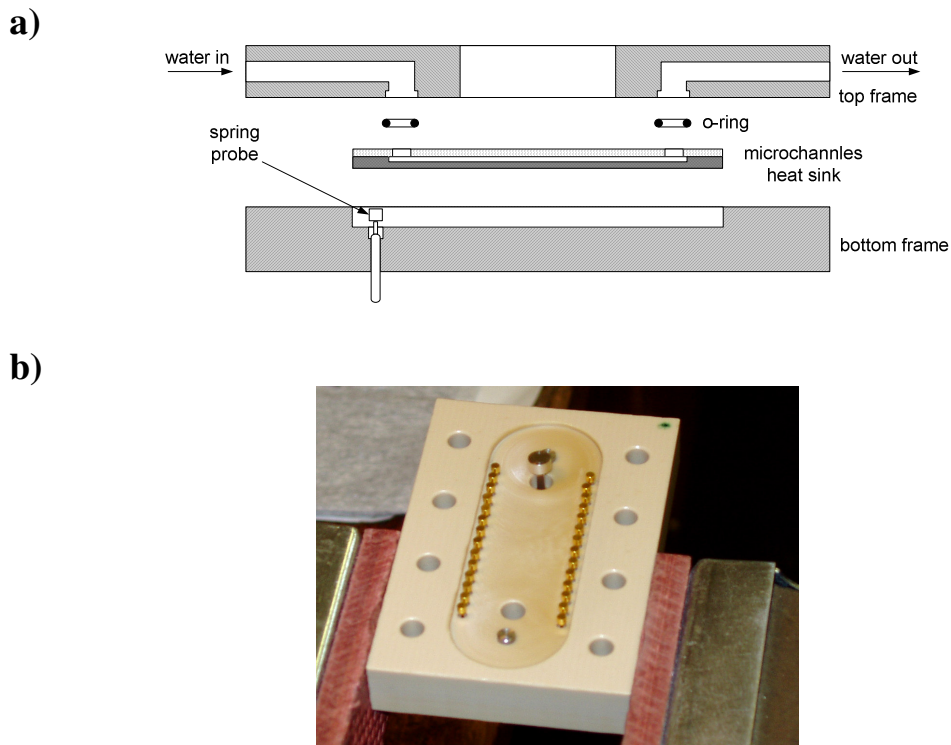 a)
water in
water out
top frame
o-ring
spring
probe
microchannles
heat sink
bottom frame
b)